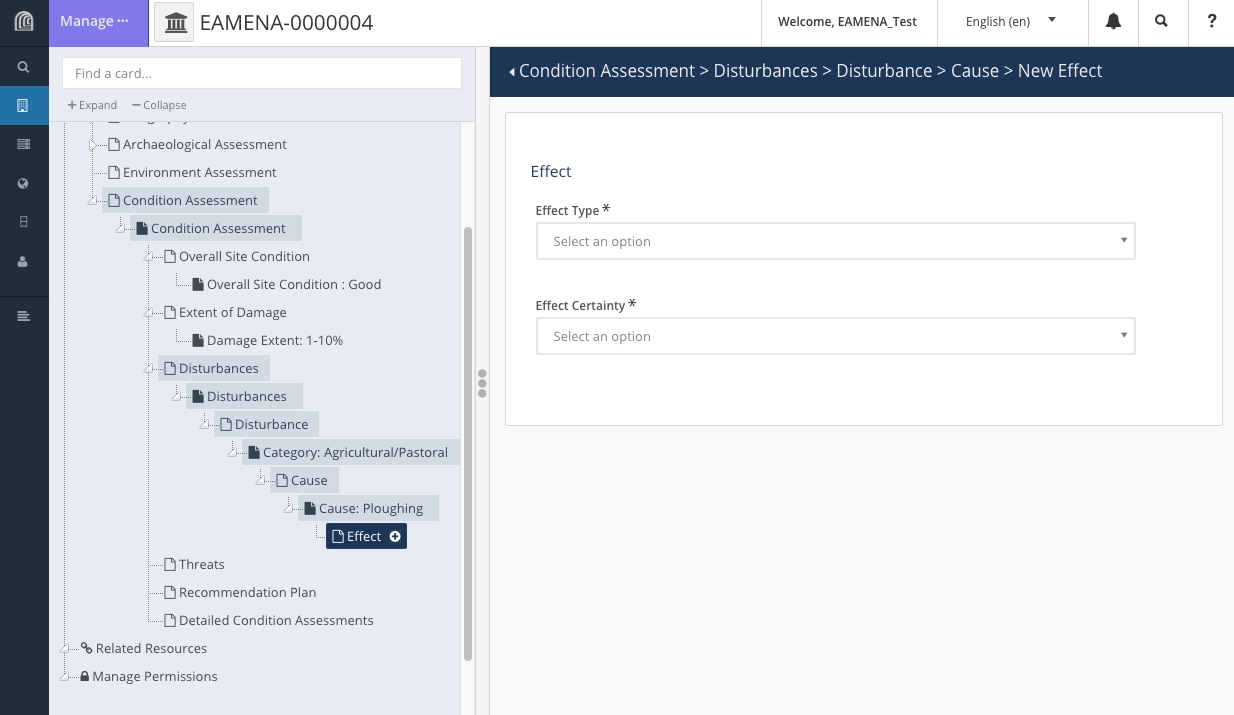 Manage ···
EAMENA-0000004
Welcome, EAMENA_Test
English (en)
?
Find a card...
+ Expand
− Collapse
Archaeological Assessment
Environment Assessment
Condition Assessment
Condition Assessment
Overall Site Condition
Overall Site Condition : Good
Extent of Damage
Damage Extent: 1-10%
Disturbances
Disturbances
Disturbance
Category: Agricultural/Pastoral
Cause
Cause: Ploughing
Effect
Threats
Recommendation Plan
Detailed Condition Assessments
Related Resources
Manage Permissions
Condition Assessment > Disturbances > Disturbance > Cause > New Effect
Effect
Effect Type *
Select an option
Effect Certainty *
Select an option